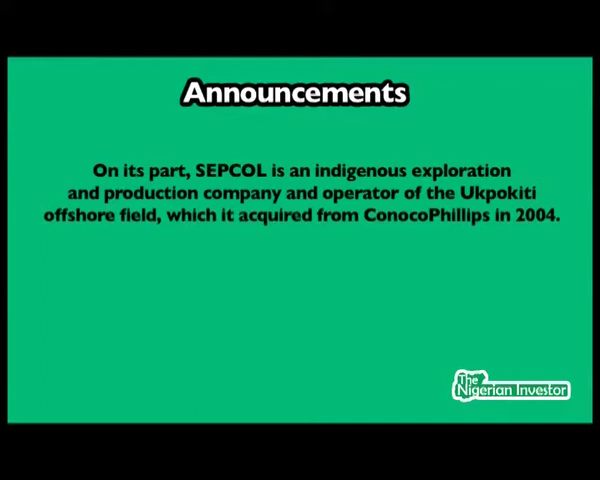 Announcements
On its part, SEPCOL is an indigenous exploration
and production company and operator of the Ukpokiti
offshore field, which it acquired from ConocoPhillips in 2004.
The
Nigerian Investor